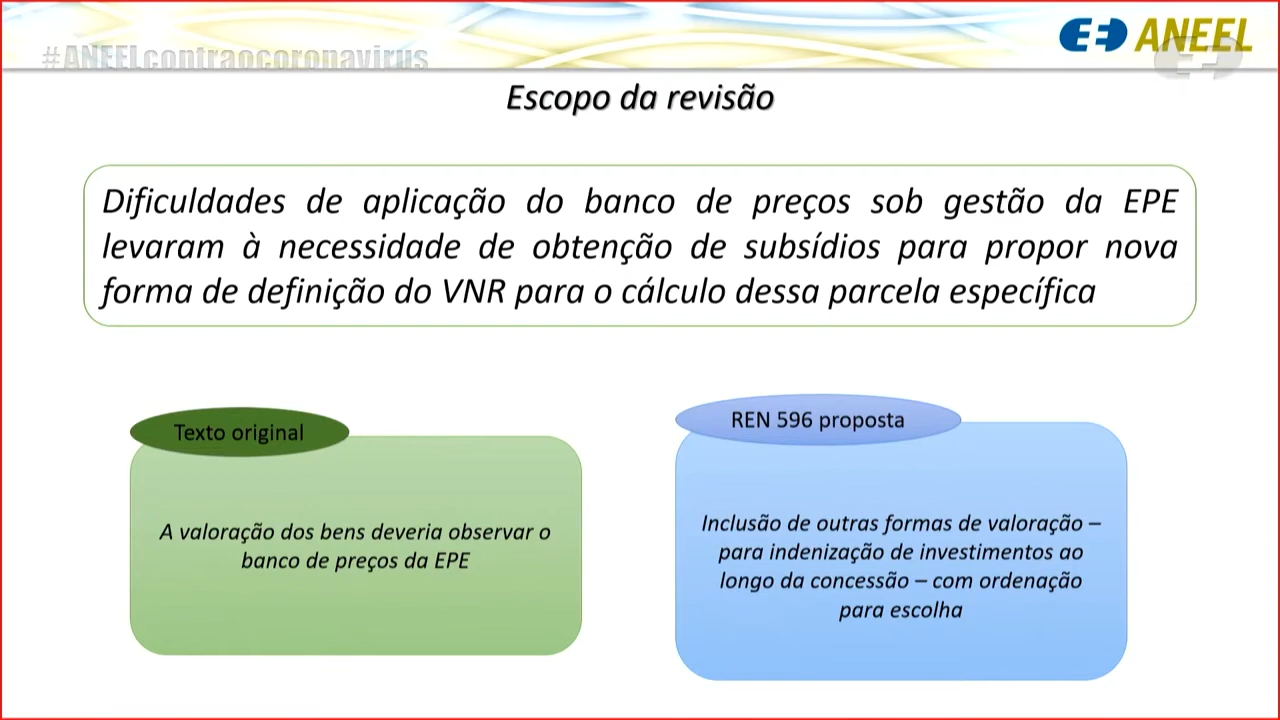 #ANEELcontraocoronavirus
ANEEL
Escopo da revisão
Dificuldades de aplicação do banco de preços sob gestão da EPE
levaram à necessidade de obtenção de subsídios para propor nova
forma de definição do VNR para o cálculo dessa parcela específica
Texto original
A valoração dos bens deveria observar o
banco de preços da EPE
REN 596 proposta
Inclusão de outras formas de valoração –
para indenização de investimentos ao
longo da concessão – com ordenação
para escolha